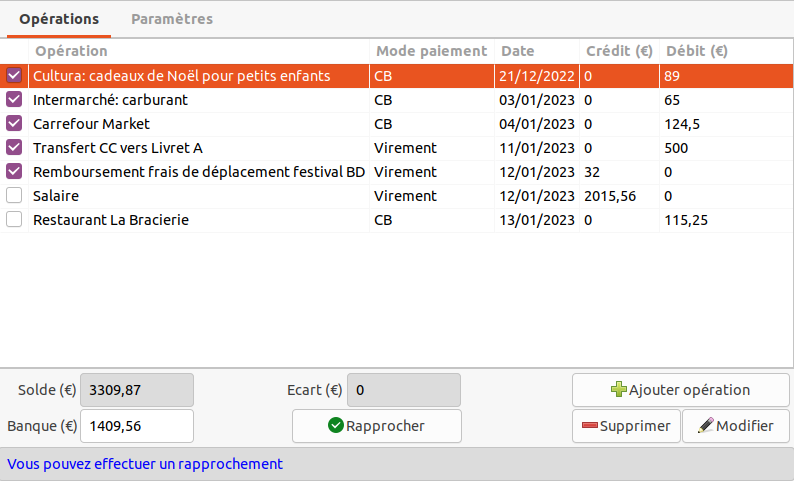 Opérations Paramètres
Opération Mode paiement Date Crédit (€) Débit (€)
Cultura: cadeaux de Noël pour petits enfants CB 21/12/2022 0 89
Intermarché: carburant CB 03/01/2023 0 65
Carrefour Market CB 04/01/2023 0 124,5
Transfert CC vers Livret A Virement 11/01/2023 0 500
Remboursement frais de déplacement festival BD Virement 12/01/2023 32 0
Salaire Virement 12/01/2023 2015,56 0
Restaurant La Bracierie CB 13/01/2023 0 115,25
Solde (€) 3309,87 Ecart (€) 0 Ajouter opération
Banque (€) 1409,56 Rapprocher Supprimer Modifier
Vous pouvez effectuer un rapprochement